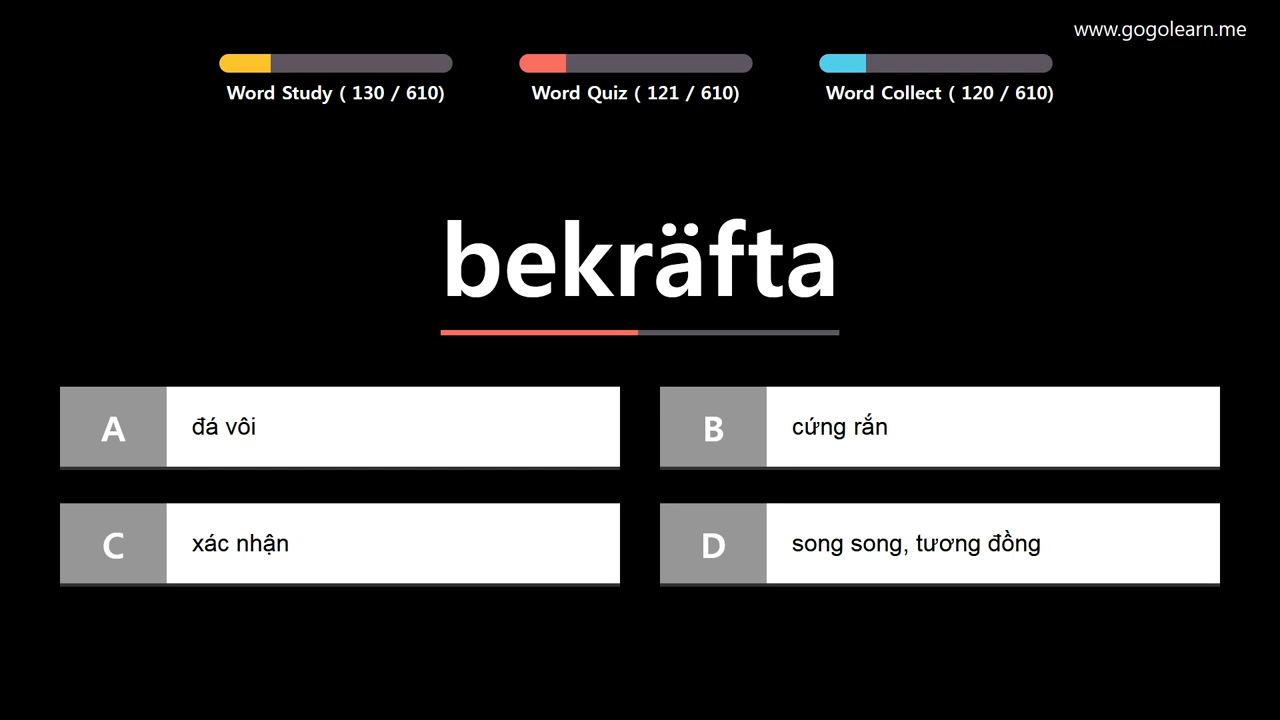 www.gogolearn.me
Word Study ( 130 / 610)
Word Quiz ( 121 / 610)
Word Collect ( 120 / 610)
bekräfta
A
đá vôi
B
cứng rắn
C
xác nhận
D
song song, tương đồng